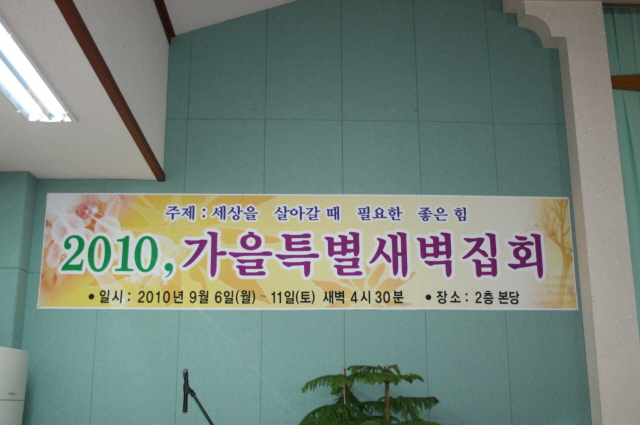 주제 : 세상을 살아갈 때 필요한 좋은 힘
2010, 가을특별새벽집회
• 일시 : 2010년 9월 6일(월) ~ 11일(토) 새벽 4시 30분 • 장소 : 2층 본당